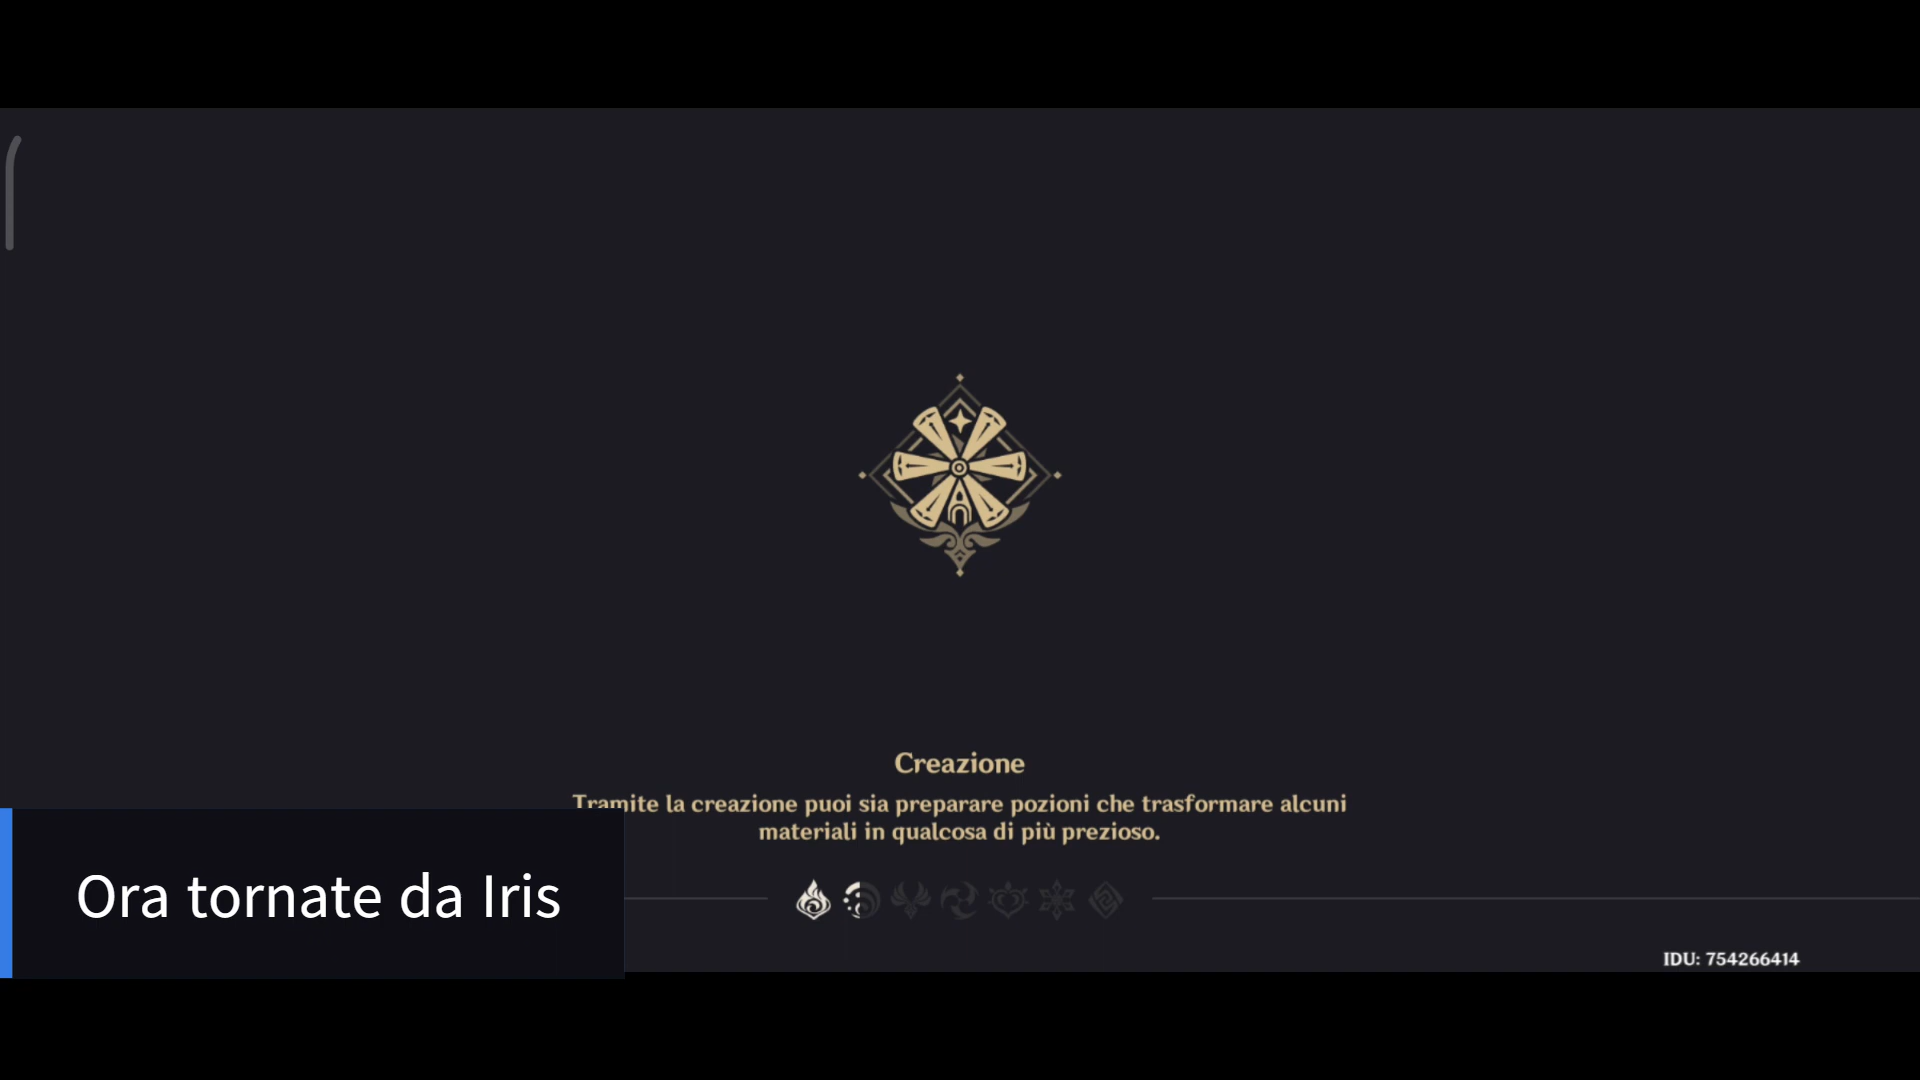 Creazione
Tramite la creazione puoi sia preparare pozioni che trasformare alcuni
materiali in qualcosa di più prezioso.
Ora tornate da Iris
IDU: 754266414